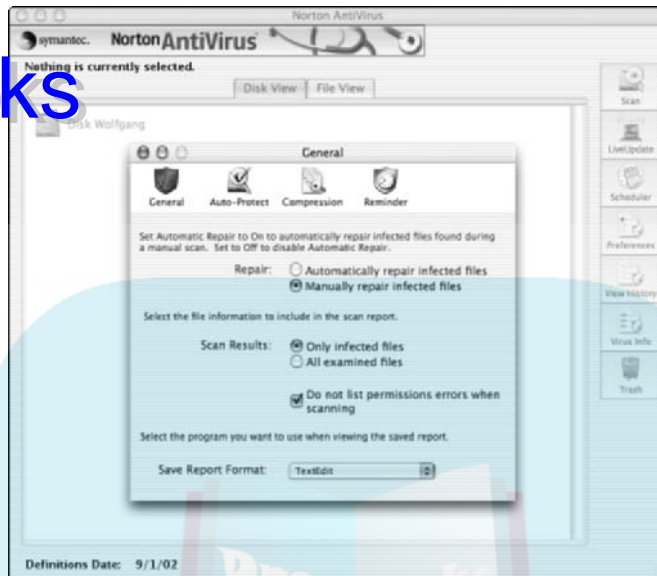 Norton AntiVirus
symantec. Norton AntiVirus
Nothing is currently selected.
ks
Disk View File View
Disk Wolfgang
Scan
LiveUpdate
Scheduler
Preferences
View History
Virus Info
Trash
General
General Auto-Protect Compression Reminder
Set Automatic Repair to On to automatically repair infected files found during
a manual scan. Set to Off to disable Automatic Repair.
Repair: Automatically repair infected files
Manually repair infected files
Select the file information to include in the scan report.
Scan Results: Only infected files
All examined files
Do not list permissions errors when
scanning
Select the program you want to use when viewing the saved report.
Save Report Format: TextEdit
Definitions Date: 9/1/02